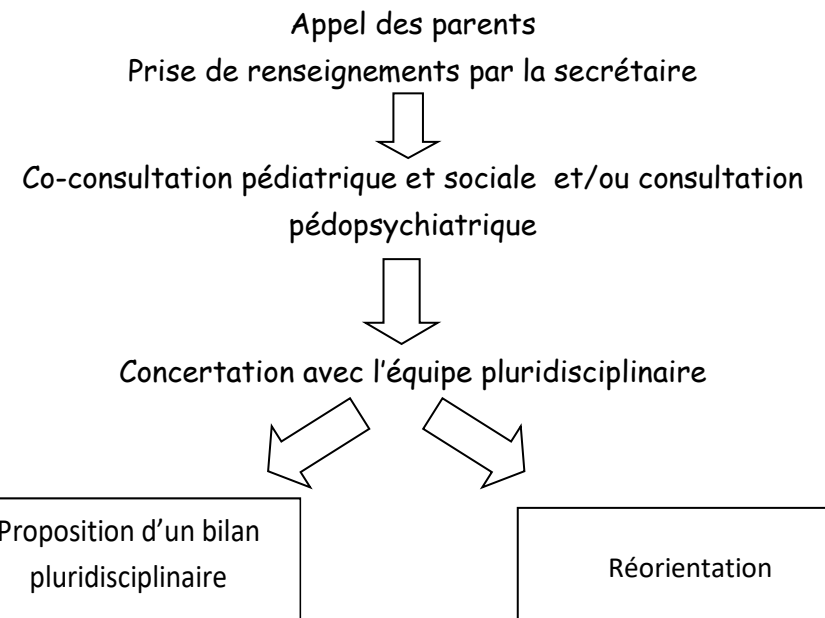 Appel des parents
Prise de renseignements par la secrétaire
Co-consultation pédiatrique et sociale et/ou consultation
pédopsychiatrique
Concertation avec l'équipe pluridisciplinaire
Proposition d'un bilan
pluridisciplinaire
Réorientation